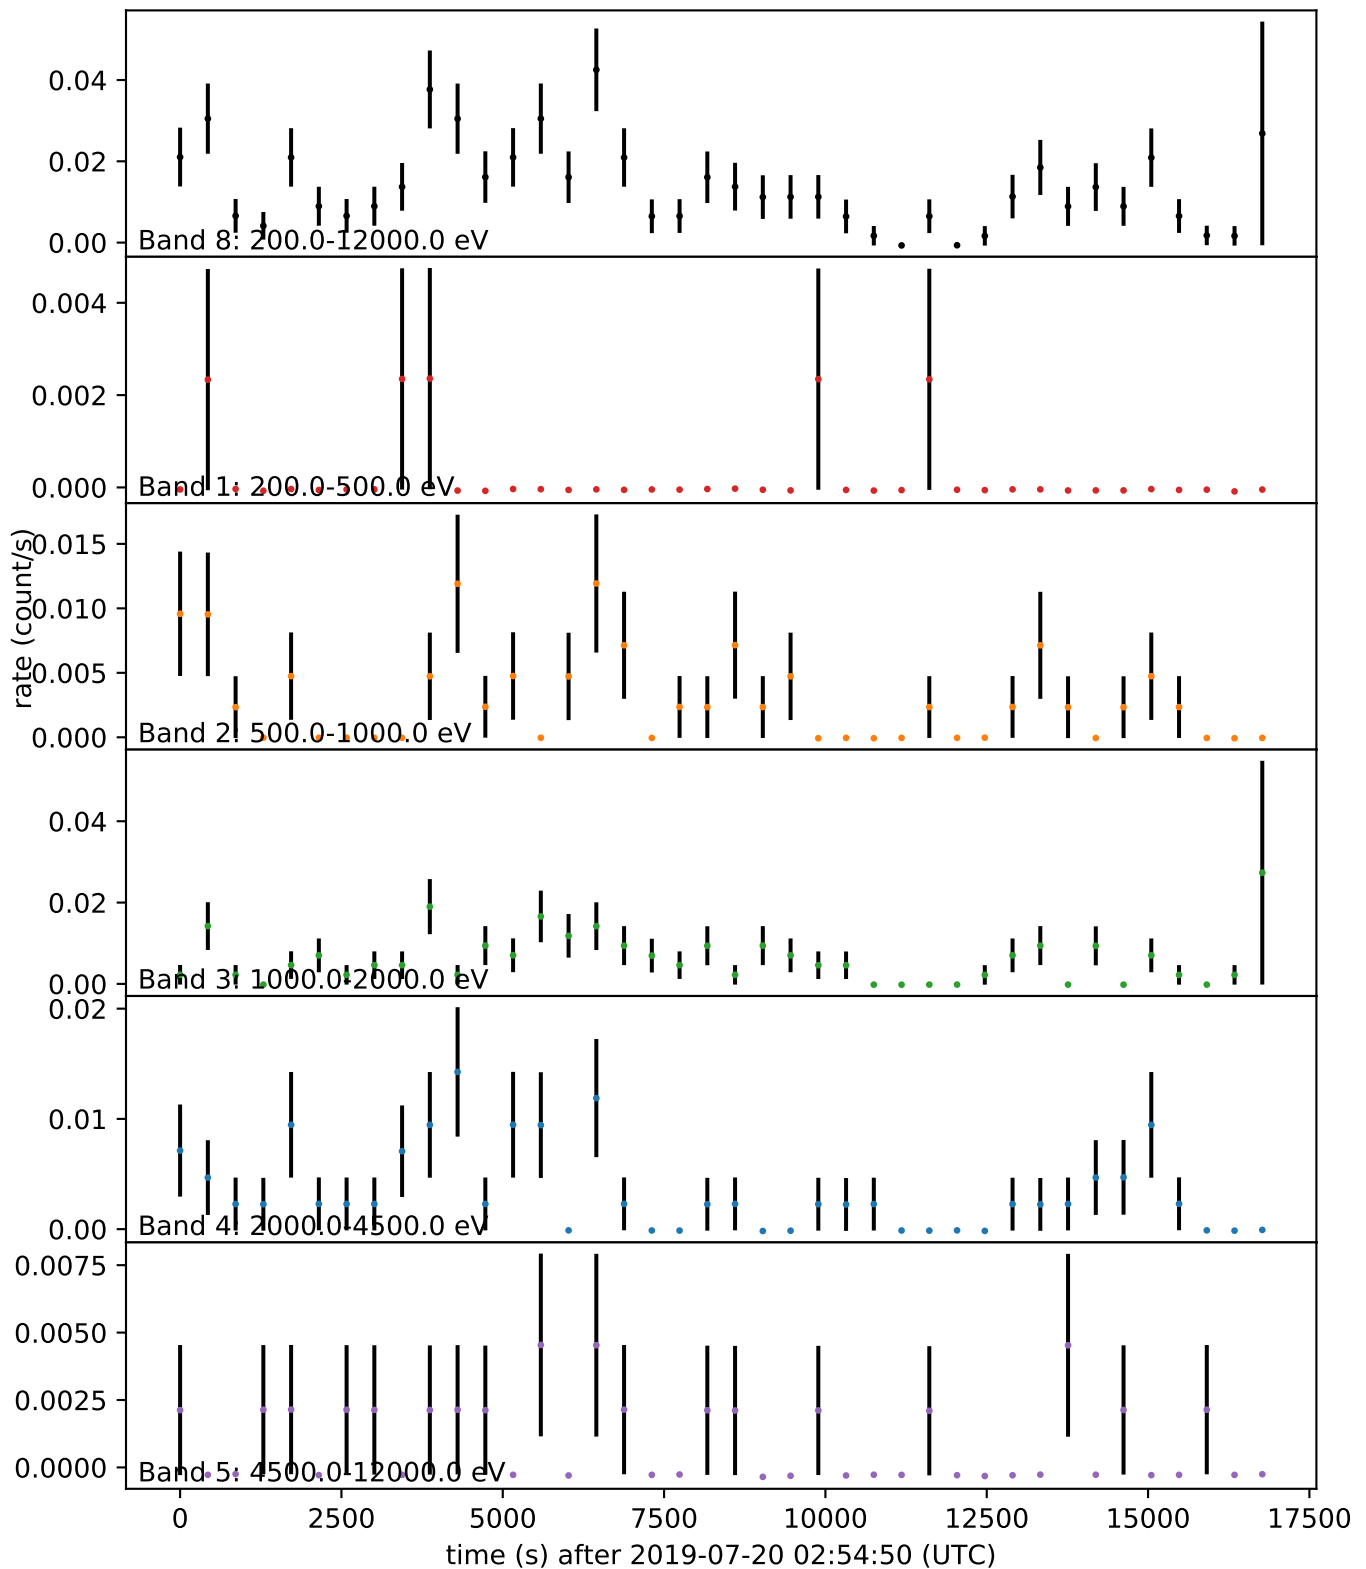 0.04
0.02
0.00
Band 8: 200.0-12000.0 eV
0.004
0.002
0.000
Band 1: 200.0-500.0 eV
rate (count/s)
0.015
0.010
0.005
0.000
Band 2: 500.0-1000.0 eV
0.04
0.02
0.00
Band 3: 1000.0-2000.0 eV
0.02
0.01
0.00
Band 4: 2000.0-4500.0 eV
0.0075
0.0050
0.0025
0.0000
Band 5: 4500.0-12000.0 eV
0 2500 5000 7500 10000 12500 15000 17500
time (s) after 2019-07-20 02:54:50 (UTC)